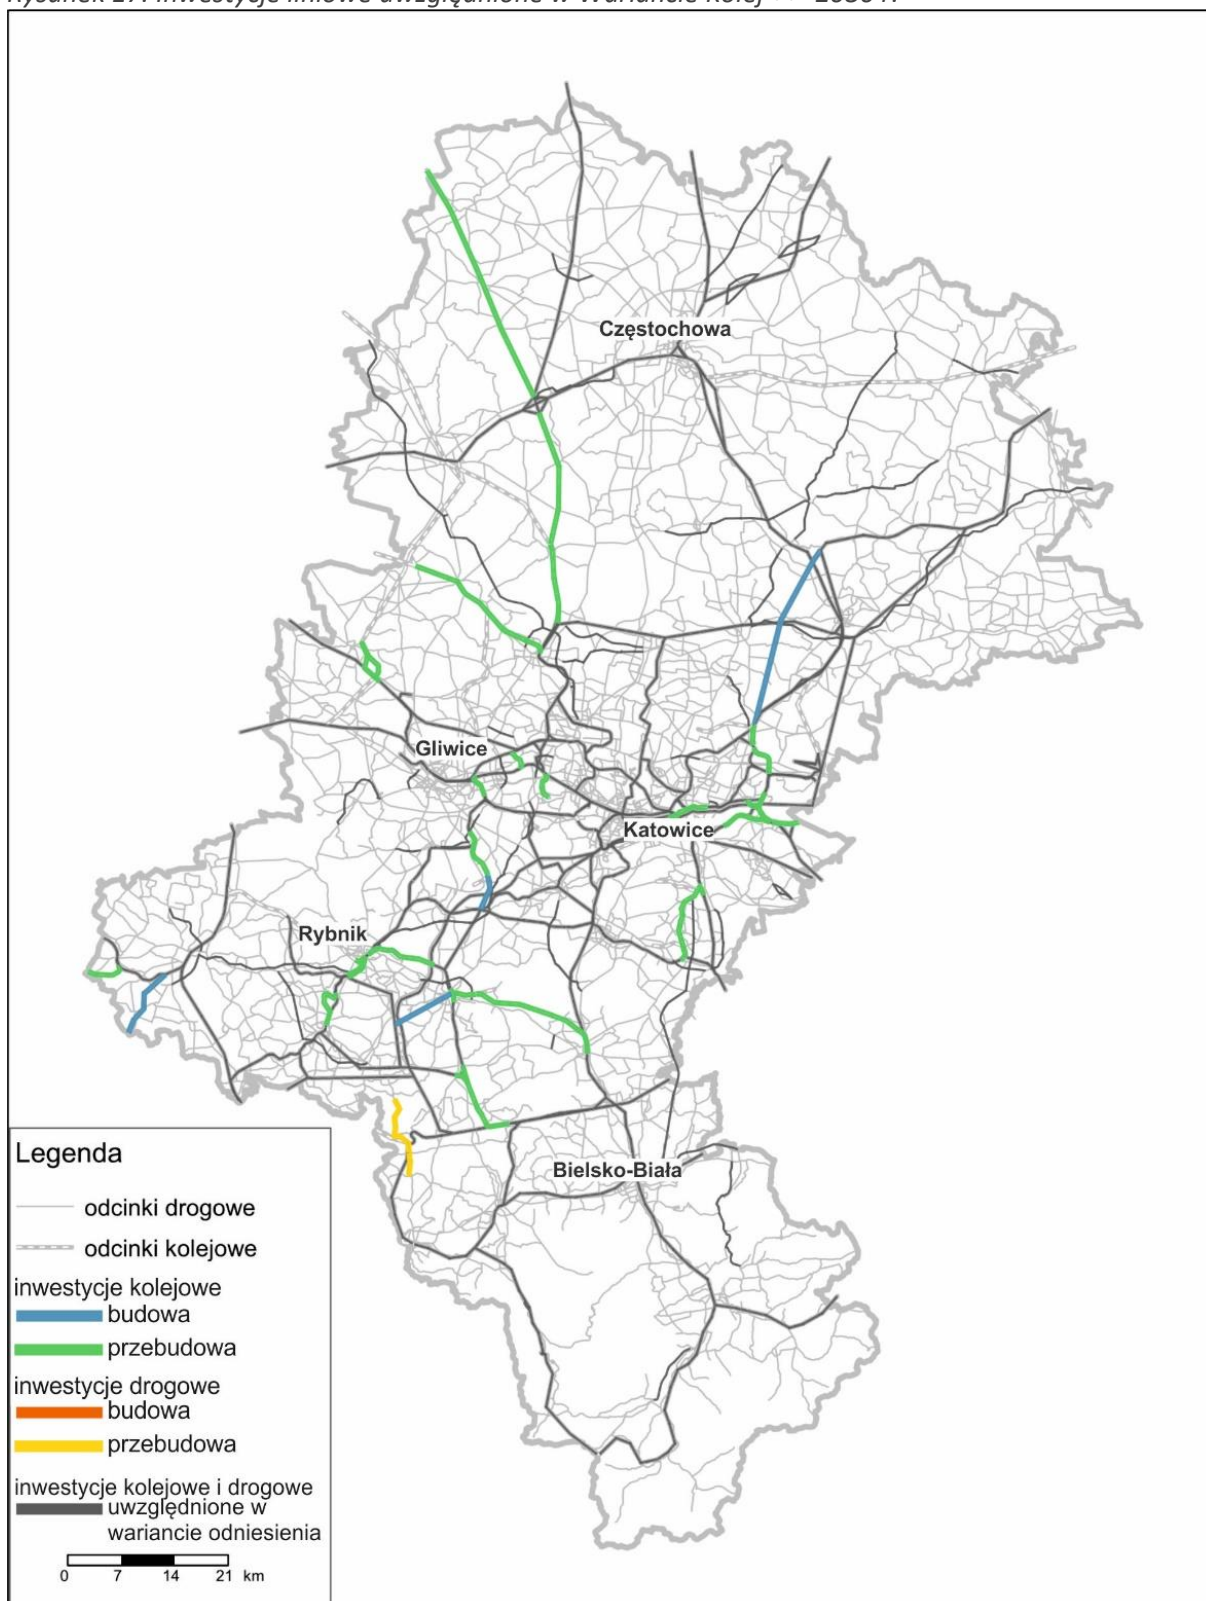 Częstochowa
Gliwice
Katowice
Rybnik
Bielsko-Biała
Legenda
odcinki drogowe
odcinki kolejowe
inwestycje kolejowe
budowa
przebudowa
inwestycje drogowe
budowa
przebudowa
inwestycje kolejowe i drogowe
uwzględnione w
wariancie odniesienia
0 7 14 21 km